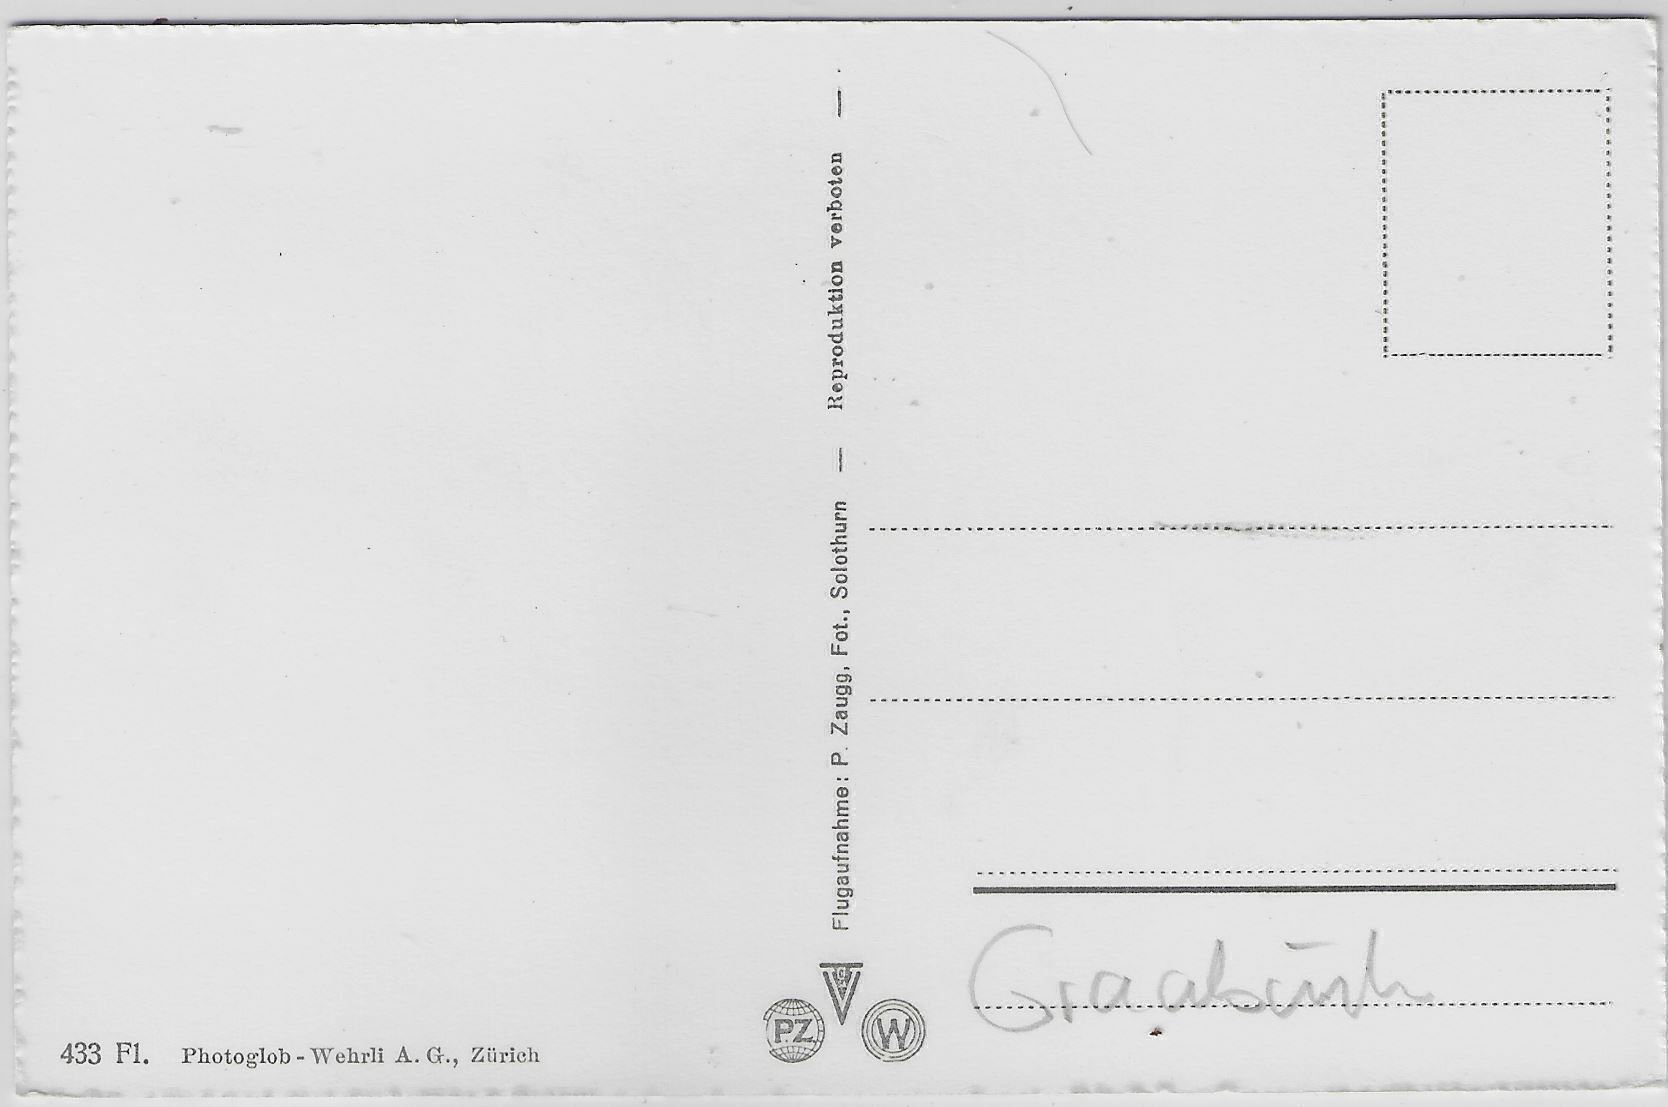 433 Fl. Photoglob - Wehrli A. G., Zürich
Flugaufnahme: P. Zaugg, Fot., Solothurn — Reproduktion verboten —
PZ
W